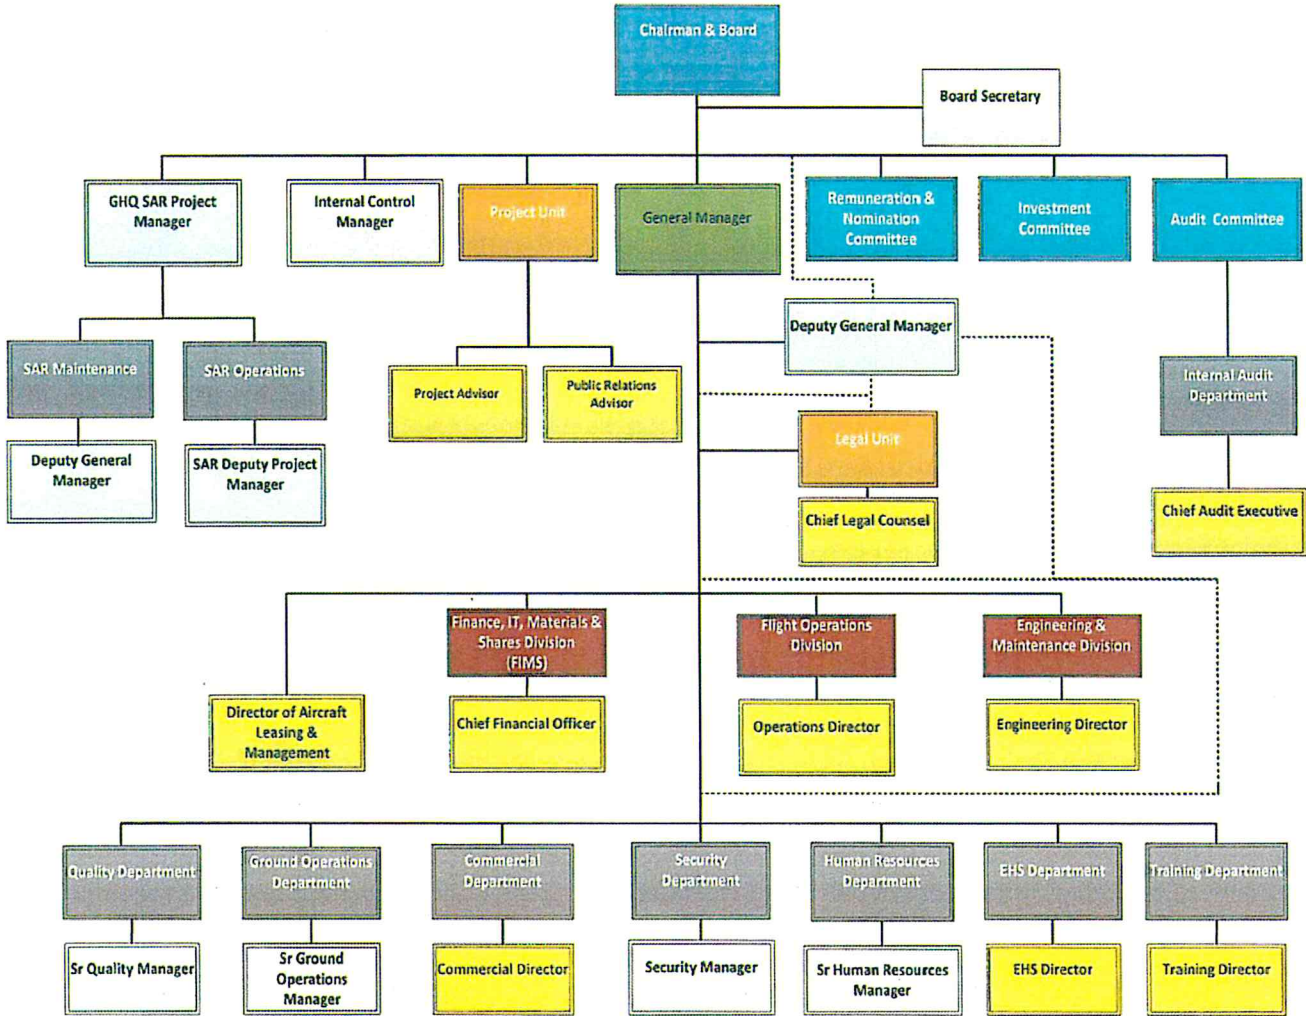 Chairman & Board
Board Secretary
GHQ SAR Project
Manager
Internal Control
Manager
Project Unit
General Manager
Remuneration &
Nomination
Committee
Investment
Committee
Audit Committee
Deputy General Manager
SAR Maintenance
SAR Operations
Project Advisor
Public Relations
Advisor
Internal Audit
Department
Legal Unit
Deputy General
Manager
SAR Deputy Project
Manager
Chief Legal Counsel
Chief Audit Executive
Finance, IT, Materials &
Shares Division
(FIMS)
Flight Operations
Division
Engineering &
Maintenance Division
Director of Aircraft
Leasing &
Management
Chief Financial Officer
Operations Director
Engineering Director
Quality Department
Ground Operations
Department
Commercial
Department
Security
Department
Human Resources
Department
EHS Department
Training Department
Sr Quality Manager
Sr Ground
Operations
Manager
Commercial Director
Security Manager
Sr Human Resources
Manager
EHS Director
Training Director